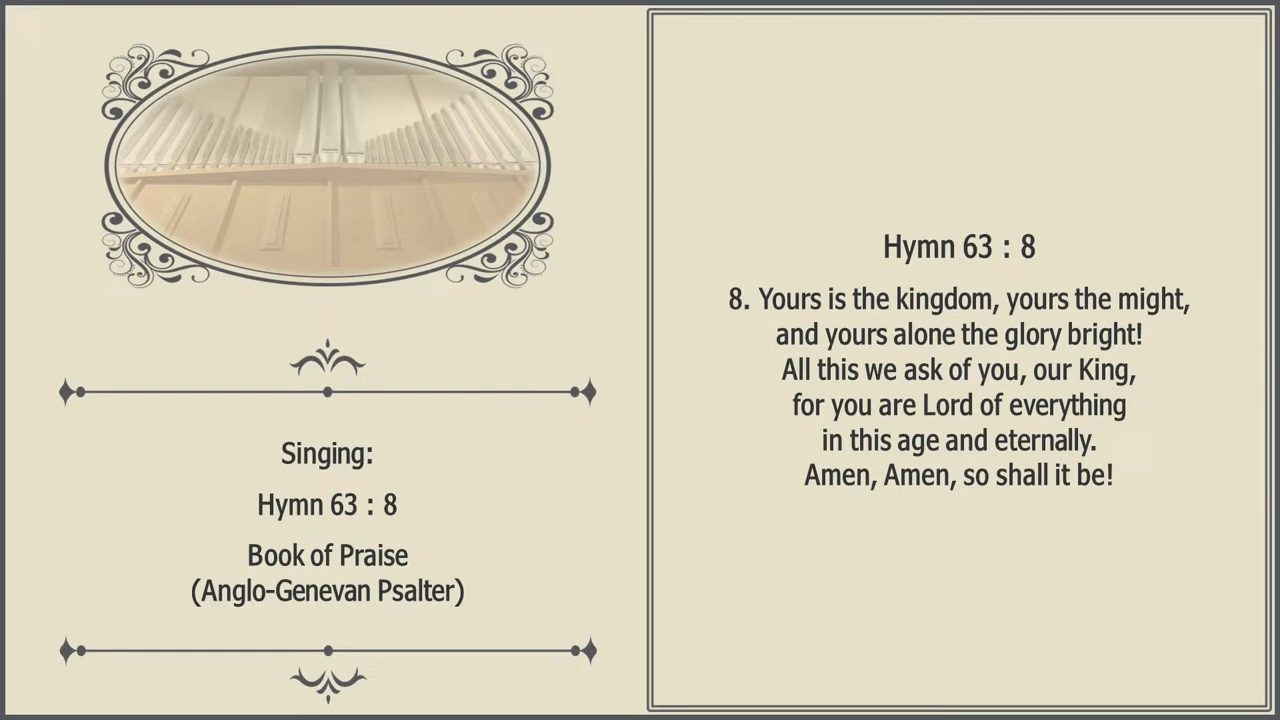 Singing:
Hymn 63 : 8
Book of Praise
(Anglo-Genevan Psalter)
Hymn 63 : 8
8. Yours is the kingdom, yours the might,
and yours alone the glory bright!
All this we ask of you, our King,
for you are Lord of everything
in this age and eternally.
Amen, Amen, so shall it be!